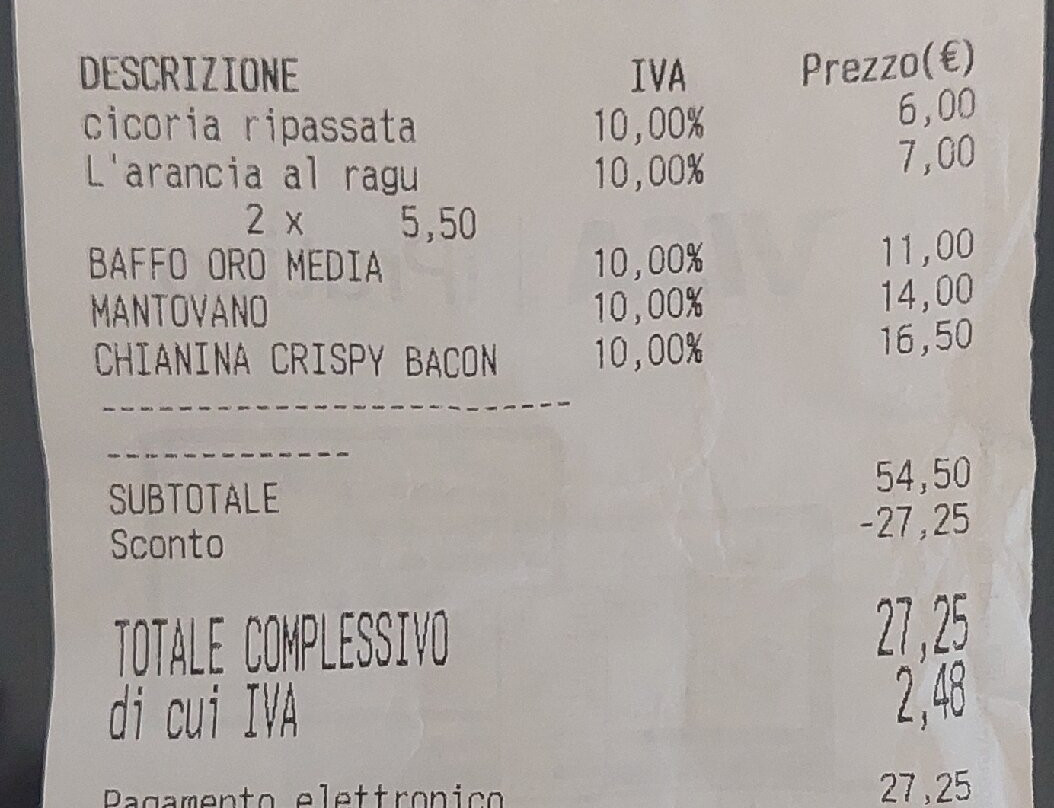 DESCRIZIONE IVA Prezzo(€)
cicoria ripassata 10,00% 6,00
L'arancia al ragu 10,00% 7,00
2 x 5,50
BAFFO ORO MEDIA 10,00% 11,00
MANTOVANO 10,00% 14,00
CHIANINA CRISPY BACON 10,00% 16,50
-------------------------
-------------
SUBTOTALE 54,50
Sconto -27,25
TOTALE COMPLESSIVO 27,25
di cui IVA 2,48
Pagamento elettronico 27,25